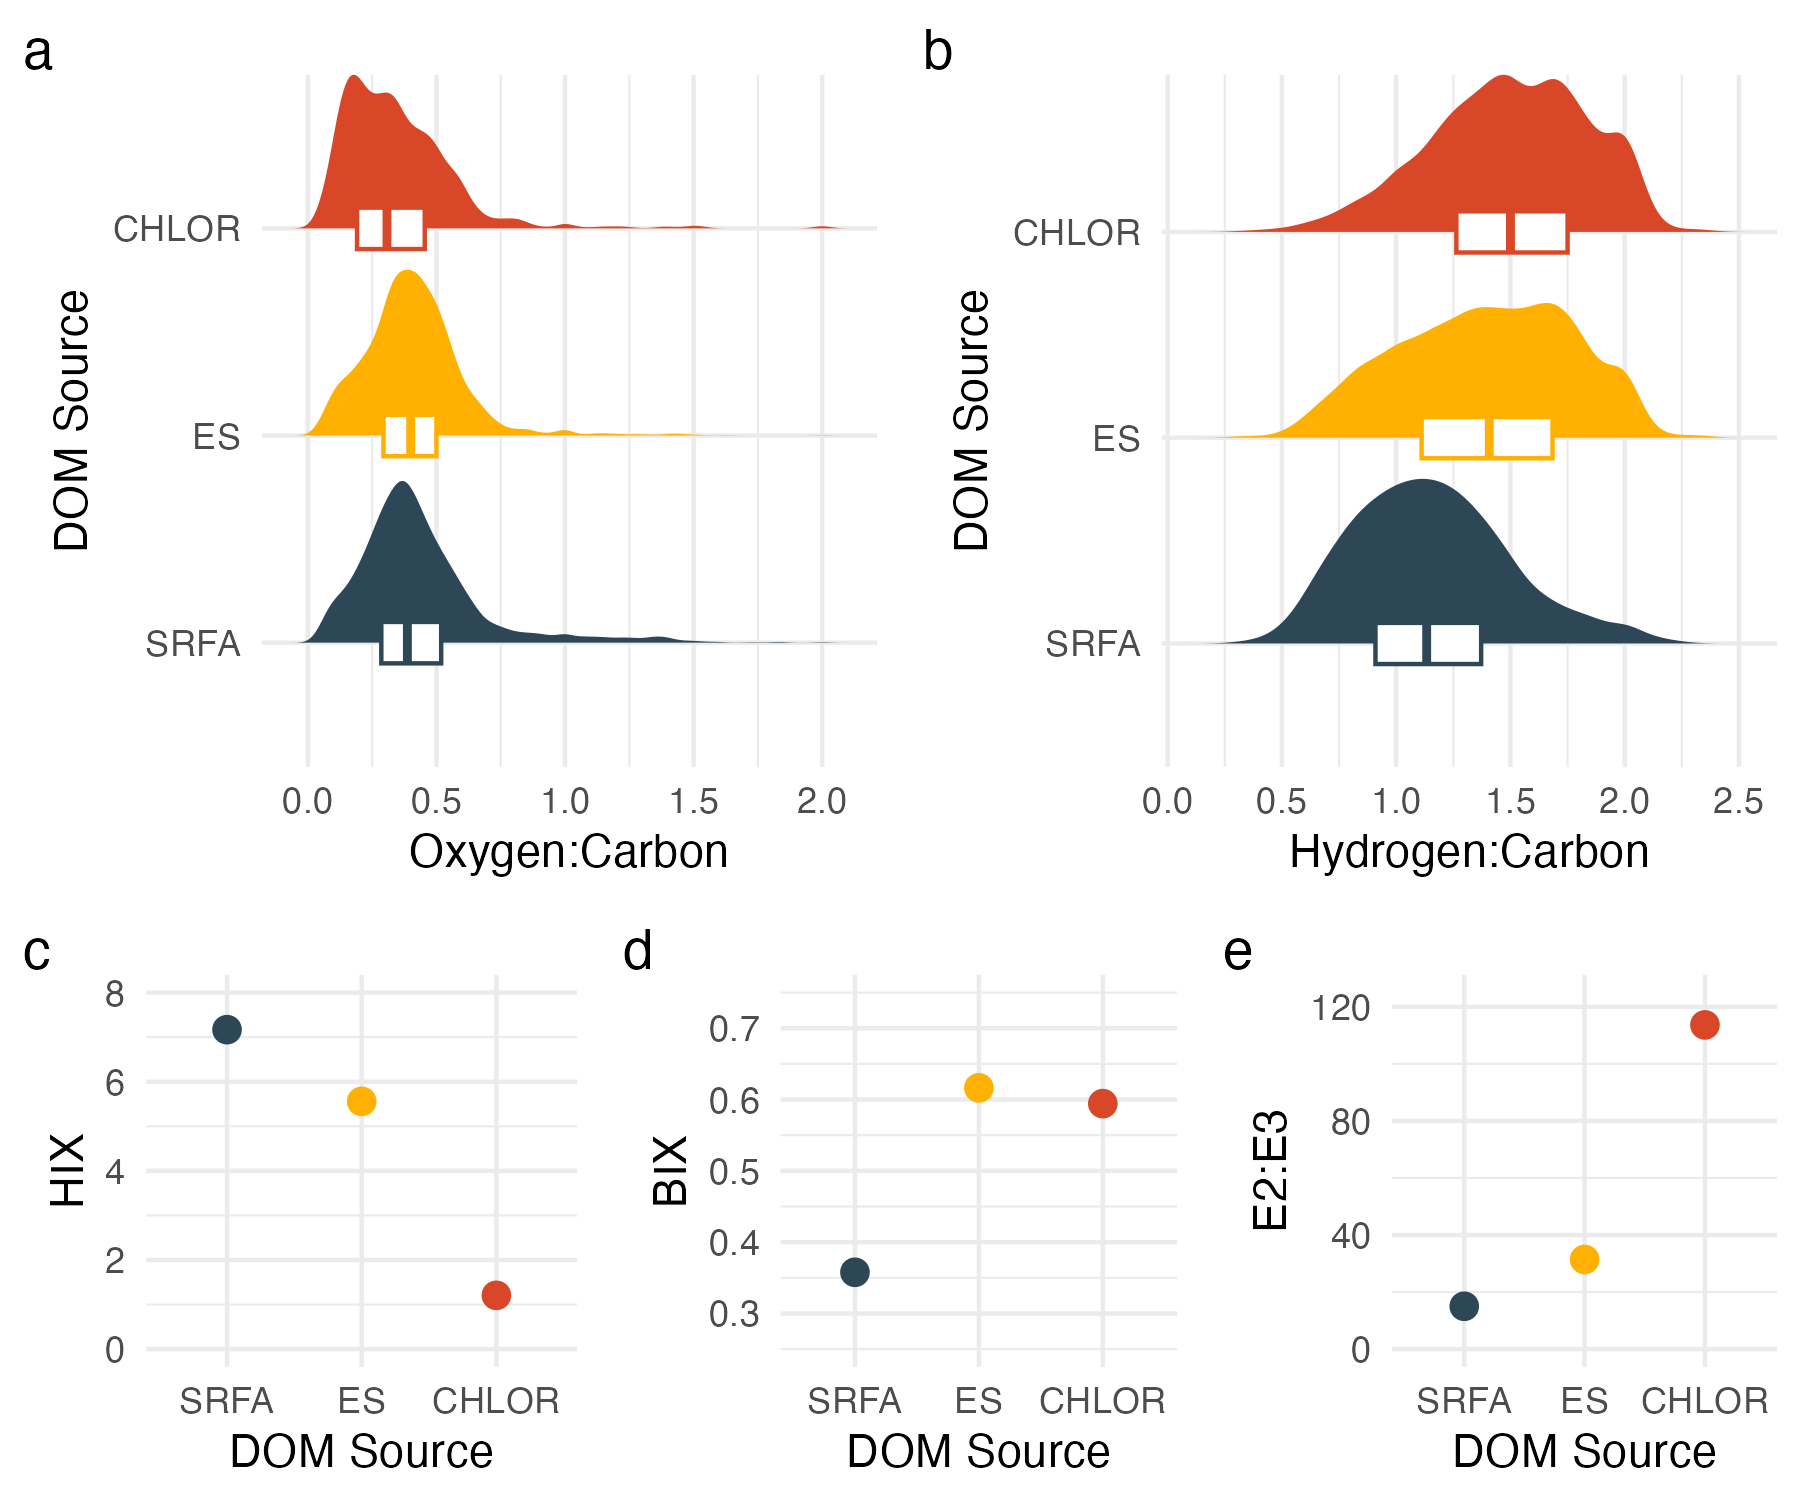 a
CHLOR
ES
SRFA
DOM Source
0.0 0.5 1.0 1.5 2.0
Oxygen:Carbon
b
CHLOR
ES
SRFA
DOM Source
0.0 0.5 1.0 1.5 2.0 2.5
Hydrogen:Carbon
c
8
6
4
2
0
HIX
SRFA ES CHLOR
DOM Source
d
0.7
0.6
0.5
0.4
0.3
BIX
SRFA ES CHLOR
DOM Source
e
120
80
40
0
E2:E3
SRFA ES CHLOR
DOM Source